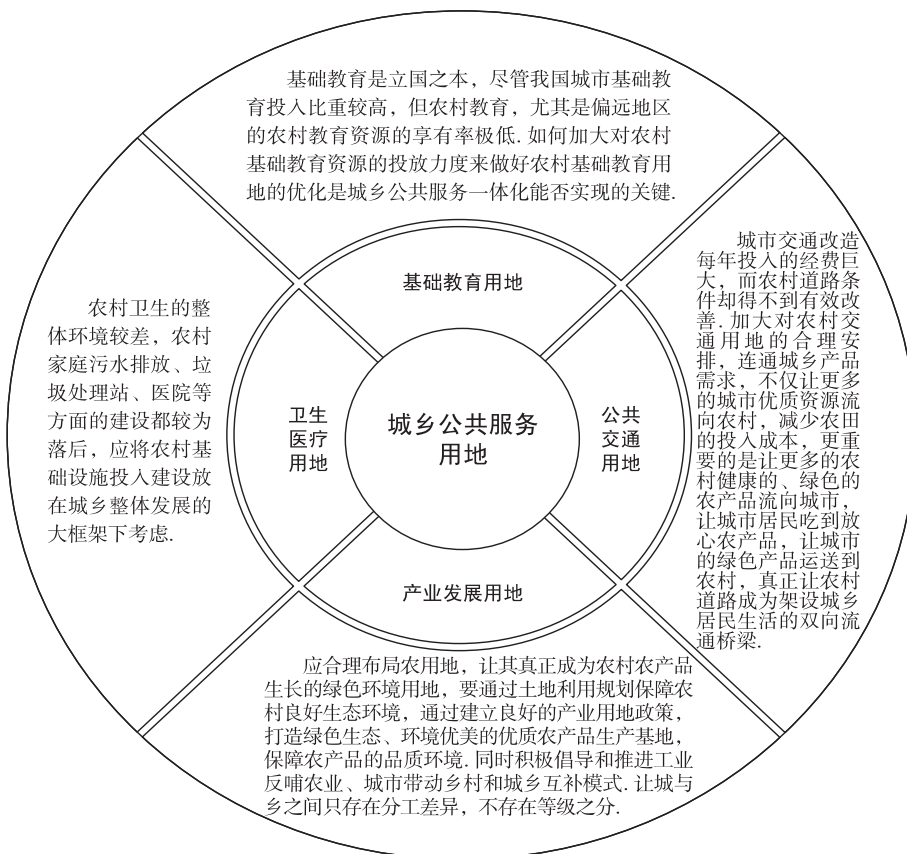 基础教育是立国之本，尽管我国城市基础教
育投入比重较高，但农村教育，尤其是偏远地区
的农村教育资源的享有率极低. 如何加大对农村
基础教育资源的投放力度来做好农村基础教育用
地的优化是城乡公共服务一体化能否实现的关键.
基础教育用地
农村卫生的整
体环境较差，农村
家庭污水排放、垃
圾处理站、医院等
方面的建设都较为
落后，应将农村基
础设施投入建设放
在城乡整体发展的
大框架下考虑.
卫生
医疗
用地
城乡公共服务
用地
公共
交通
用地
城市交通改造
每年投入的经费巨
大，而农村道路条
件却得不到有效改
善. 加大对农村交
通用地的合理安
排，连通城乡产品
需求，不仅让更多
的城市优质资源流
向农村，减少农田
的投入成本，更重
要的是让更多的农
村健康的、绿色的
农产品流向城市，
让城市居民吃到放
心农产品，让城市
的绿色产品运送到
农村，真正让农村
道路成为架设城乡
居民生活的双向流
通桥梁.
产业发展用地
应合理布局农用地，让其真正成为农村农产品
生长的绿色环境用地，要通过土地利用规划保障农
村良好生态环境，通过建立良好的产业用地政策，
打造绿色生态、环境优美的优质农产品生产基地，
保障农产品的品质环境. 同时积极倡导和推进工业
反哺农业、城市带动乡村和城乡互补模式. 让城与
乡之间只存在分工差异，不存在等级之分.